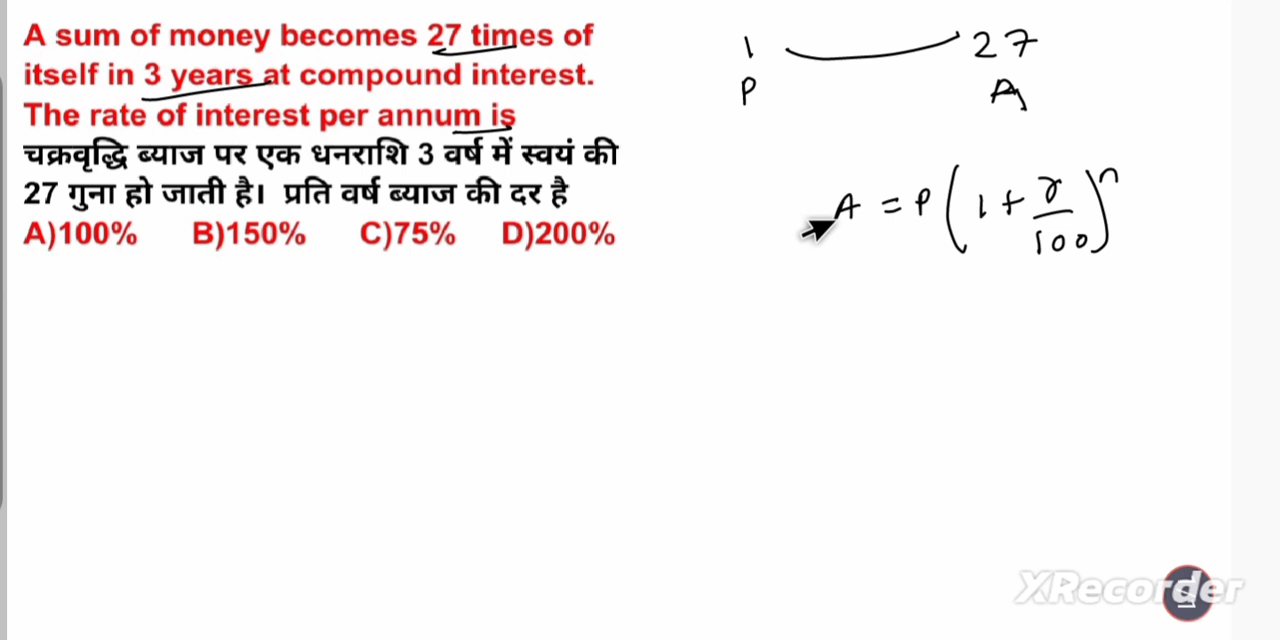 A sum of money becomes 27 times of
itself in 3 years at compound interest.
The rate of interest per annum is
चक्रवृद्धि ब्याज पर एक धनराशि 3 वर्ष में स्वयं की
27 गुना हो जाती है। प्रति वर्ष ब्याज की दर है
A)100% B)150% C)75% D)200%
1 27
P A
A = P(1 + r/100)^n
XRecorder